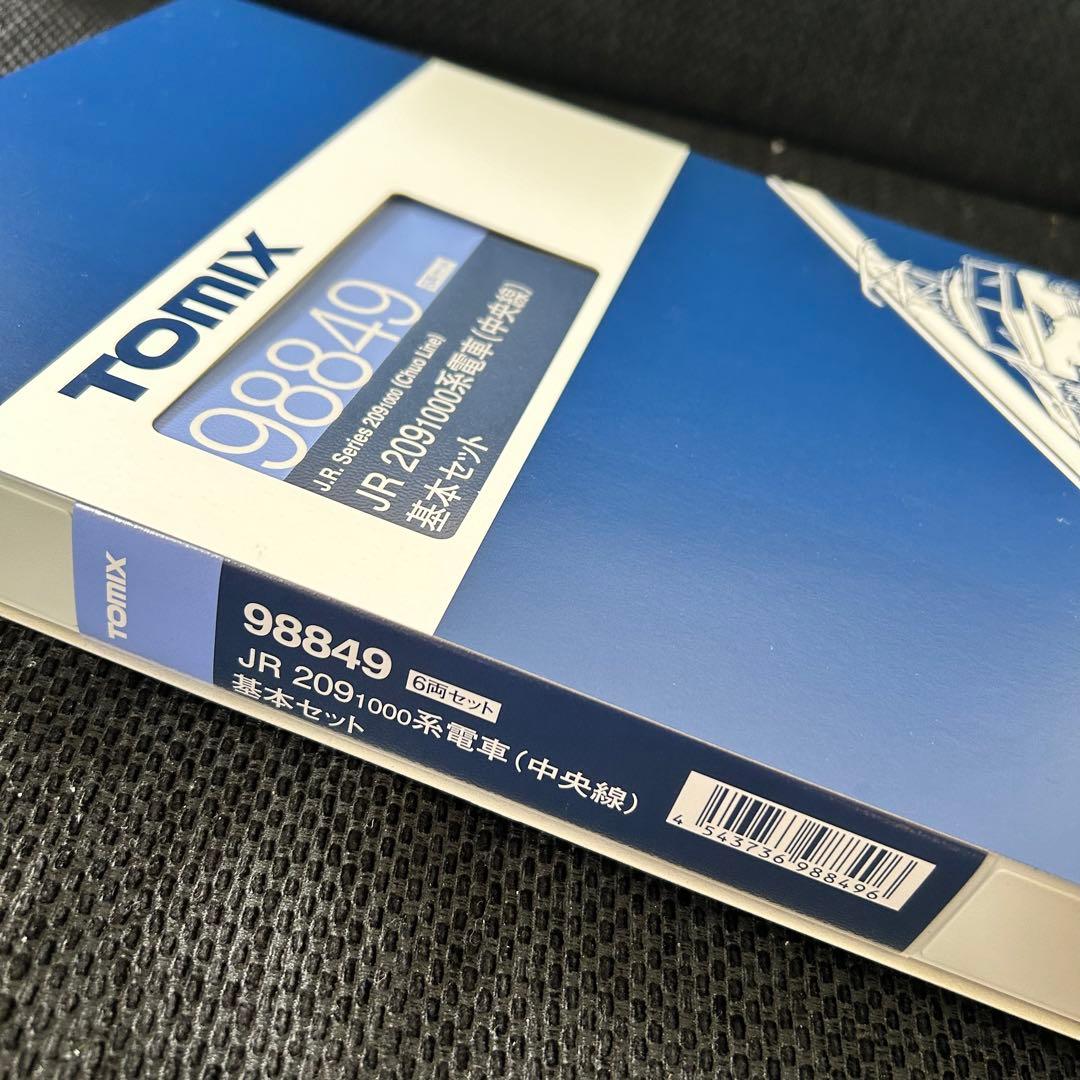 TOMIX
98849
J.R. Series 2091000 (Chuo Line)
JR 2091000系電車(中央線)
基本セット
TOMIX
98849 6両セット
JR 2091000系電車(中央線)
基本セット
4 543736 988496